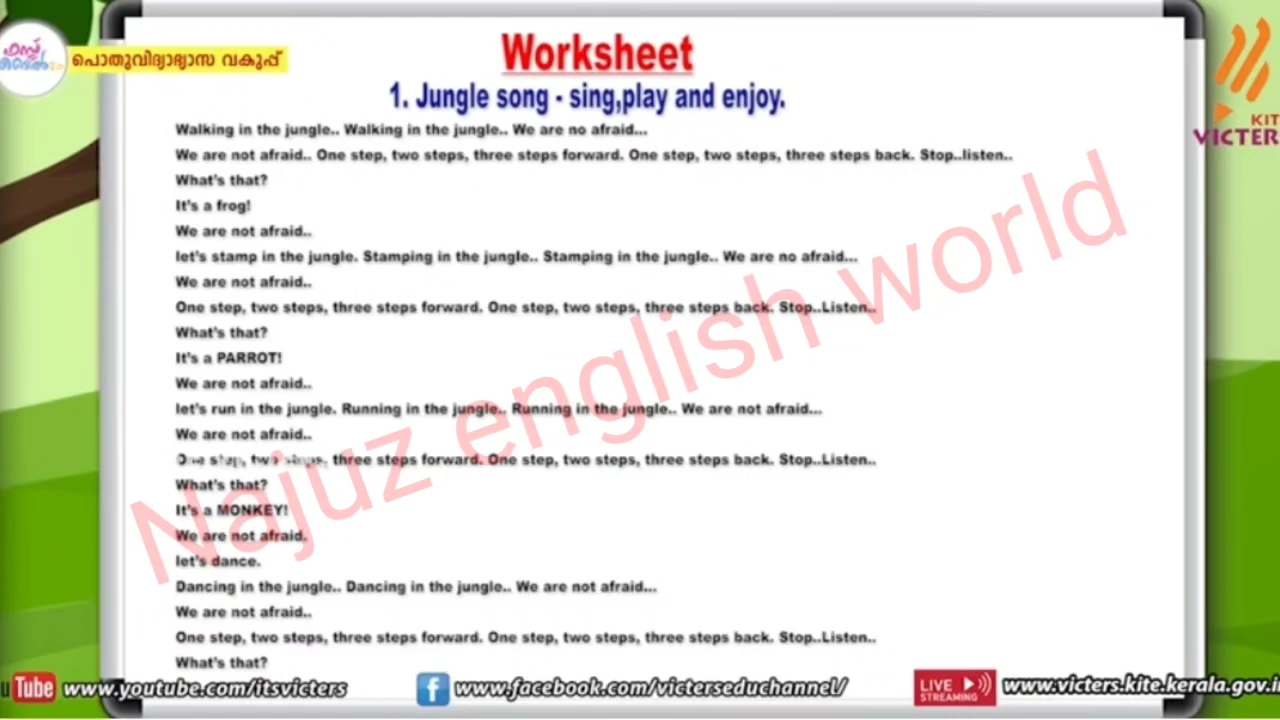 ഫസ്റ്റ്
പൊതുവിദ്യാഭ്യാസ വകുപ്പ്
KIT
VICTERS
Worksheet
1. Jungle song - sing,play and enjoy.
Walking in the jungle.. Walking in the jungle.. We are no afraid...
We are not afraid.. One step, two steps, three steps forward. One step, two steps, three steps back. Stop..listen..
What's that?
It's a frog!
We are not afraid..
let's stamp in the jungle. Stamping in the jungle.. Stamping in the jungle.. We are no afraid...
We are not afraid..
One step, two steps, three steps forward. One step, two steps, three steps back. Stop..Listen..
What's that?
It's a PARROT!
We are not afraid..
let's run in the jungle. Running in the jungle.. Running in the jungle.. We are not afraid...
We are not afraid..
One step, two steps, three steps forward. One step, two steps, three steps back. Stop..Listen..
What's that?
It's a MONKEY!
We are not afraid.
let's dance.
Dancing in the jungle.. Dancing in the jungle.. We are not afraid...
We are not afraid..
One step, two steps, three steps forward. One step, two steps, three steps back. Stop..Listen..
What's that?
Najuz english world
u Tube www.youtube.com/itsvicters
f www.facebook.com/victerseduchannel/
LIVE STREAMING www.victers.kite.kerala.gov.i